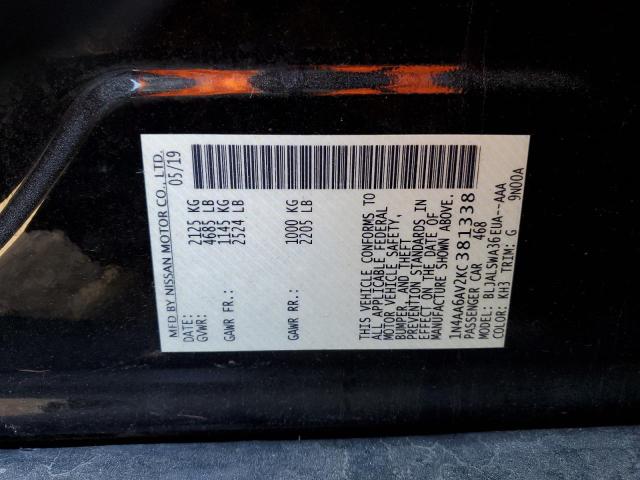 MFD BY NISSAN MOTOR CO., LTD.
DATE: 05/19
GVWR: 2125 KG
4685 LB
GAWR FR: 1145 KG
2524 LB
GAWR RR: 1000 KG
2205 LB
THIS VEHICLE CONFORMS TO
ALL APPLICABLE FEDERAL
MOTOR VEHICLE SAFETY,
BUMPER, AND THEFT
PREVENTION STANDARDS IN
EFFECT ON THE DATE OF
MANUFACTURE SHOWN ABOVE.
1N4AA6AV2KC381338
PASSENGER CAR 468
MODEL: BLJALSWA36EUA--AAA
COLOR: KH3 TRIM: G 9N00A